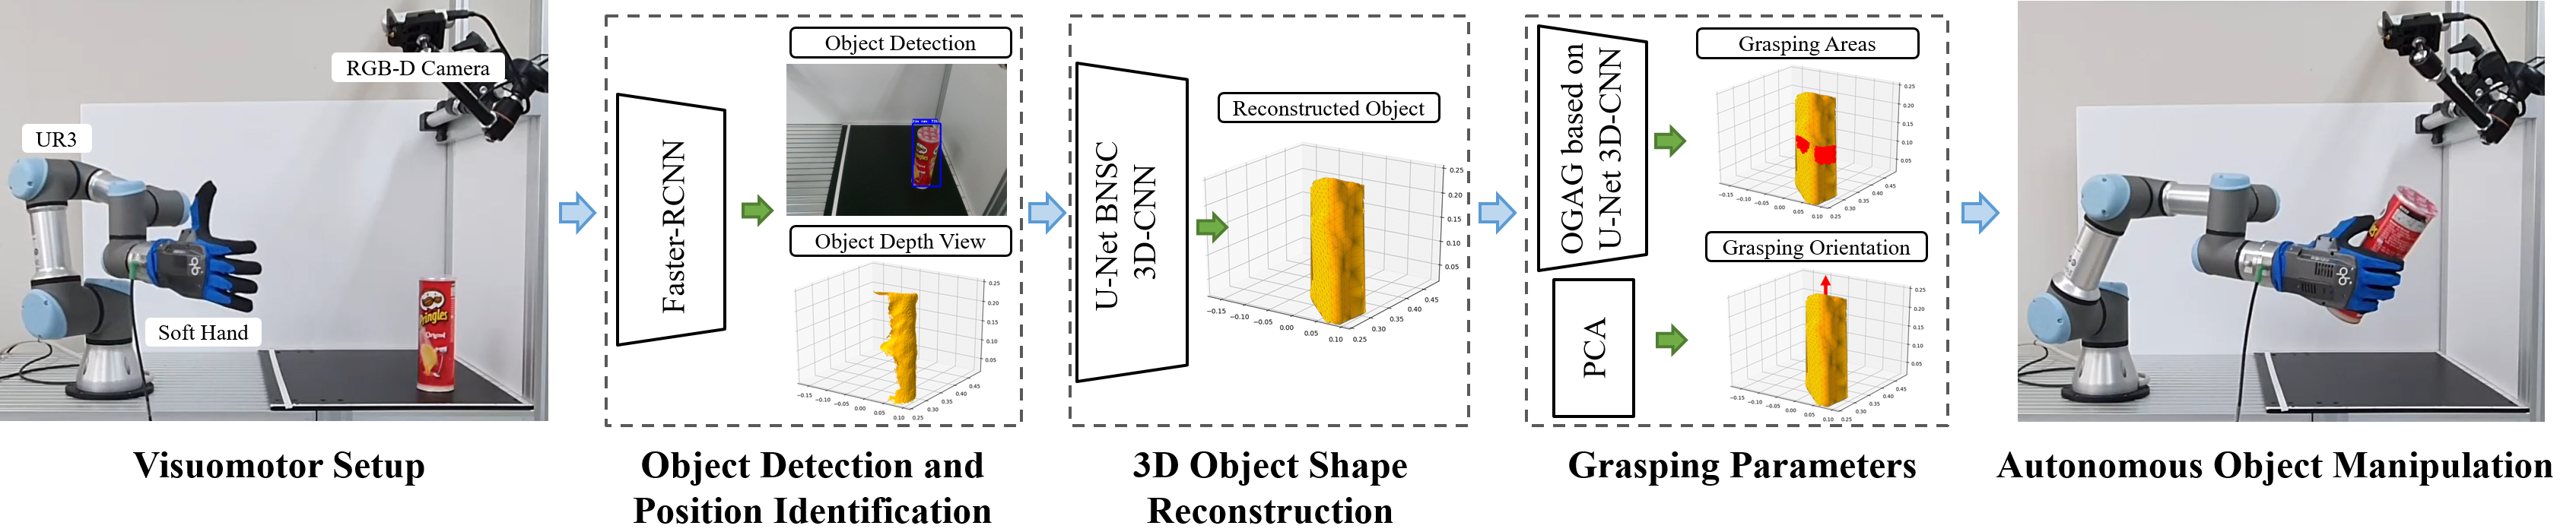 RGB-D Camera
UR3
Soft Hand
Pringles
Original
qb
Visuomotor Setup
Faster-RCNN
Object Detection
Object Depth View
0.25
0.20
0.15
0.10
0.05
−0.15
−0.10
−0.05
0.00
0.05
0.10
0.25
0.30
0.35
0.40
0.45
Object Detection and
Position Identification
U-Net BNSC
3D-CNN
Reconstructed Object
0.25
0.20
0.15
0.10
0.05
−0.15
−0.10
−0.05
0.00
0.05
0.10
0.25
0.30
0.35
0.40
0.45
3D Object Shape
Reconstruction
OGAG based on
U-Net 3D-CNN
Grasping Areas
0.25
0.20
0.15
0.10
0.05
−0.15
−0.10
−0.05
0.00
0.05
0.10
0.25
0.30
0.35
0.40
0.45
PCA
Grasping Orientation
0.25
0.20
0.15
0.10
0.05
−0.15
−0.10
−0.05
0.00
0.05
0.10
0.25
0.30
0.35
0.40
0.45
Grasping Parameters
qb
Autonomous Object Manipulation